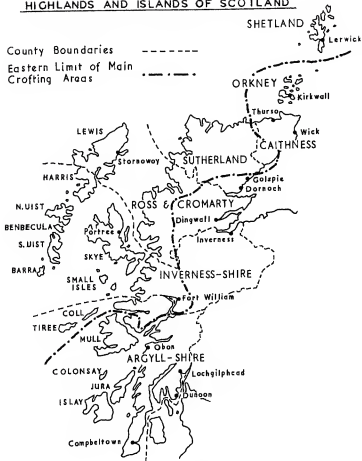 HIGHLANDS AND ISLANDS OF SCOTLAND
SHETLAND
Lerwick
County Boundaries
Eastern Limit of Main
Crofting Areas
ORKNEY
Kirkwall
Thurso
Wick
CAITHNESS
LEWIS
Stornoway
SUTHERLAND
Golspie
Dornoch
HARRIS
ROSS & CROMARTY
N.UIST
Dingwall
BENBECULA
Portree
Inverness
S.UIST
SKYE
BARRA
INVERNESS-SHIRE
SMALL
ISLES
Fort William
COLL
TIREE
MULL
Oban
ARGYLL-SHIRE
COLONSAY
Lochgilphead
JURA
ISLAY
Dunoon
Campbeltown